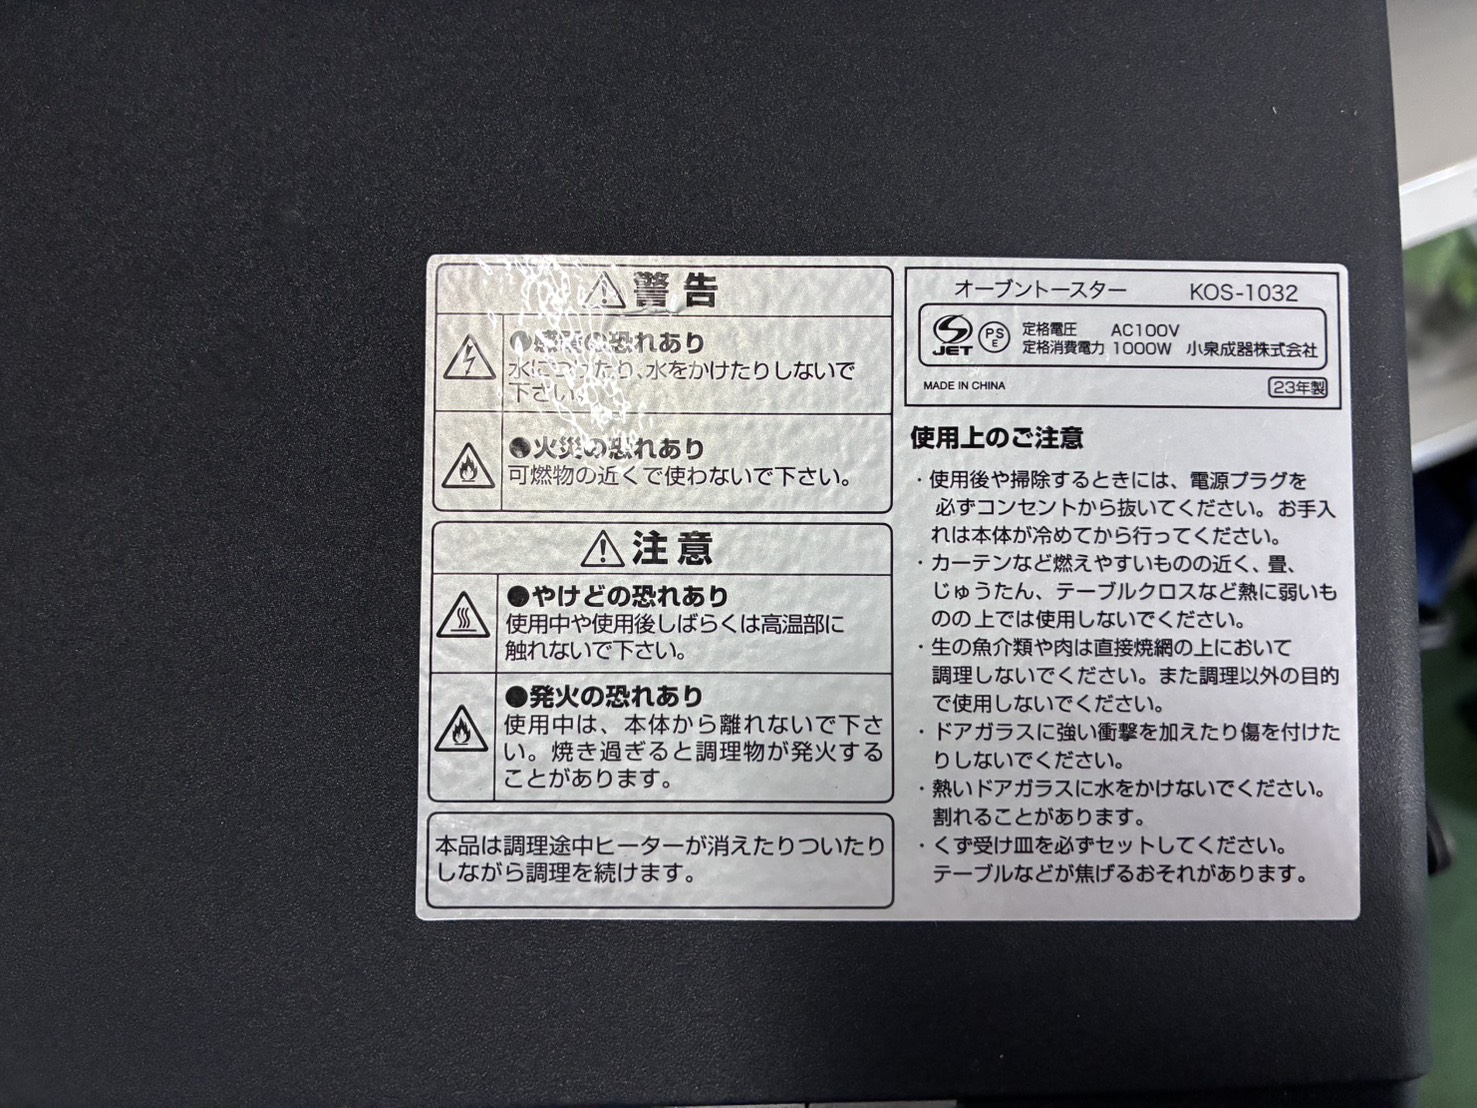 警告
●感電の恐れあり
水につけたり、水をかけたりしないで
下さい。
●火災の恐れあり
可燃物の近くで使わないで下さい。
注意
●やけどの恐れあり
使用中や使用後しばらくは高温部に
触れないで下さい。
●発火の恐れあり
使用中は、本体から離れないで下さ
い。焼き過ぎると調理物が発火する
ことがあります。
本品は調理途中ヒーターが消えたりついたり
しながら調理を続けます。
オーブントースター KOS-1032
JET PSE 定格電圧 AC100V
定格消費電力 1000W 小泉成器株式会社
MADE IN CHINA 23年製
使用上のご注意
・使用後や掃除するときには、電源プラグを
必ずコンセントから抜いてください。お手入
れは本体が冷めてから行ってください。
・カーテンなど燃えやすいものの近く、畳、
じゅうたん、テーブルクロスなど熱に弱いも
のの上では使用しないでください。
・生の魚介類や肉は直接焼網の上において
調理しないでください。また調理以外の目的
で使用しないでください。
・ドアガラスに強い衝撃を加えたり傷を付けた
りしないでください。
・熱いドアガラスに水をかけないでください。
割れることがあります。
・くず受け皿を必ずセットしてください。
テーブルなどが焦げるおそれがあります。